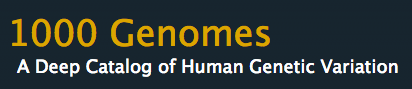 1000 Genomes
A Deep Catalog of Human Genetic Variation